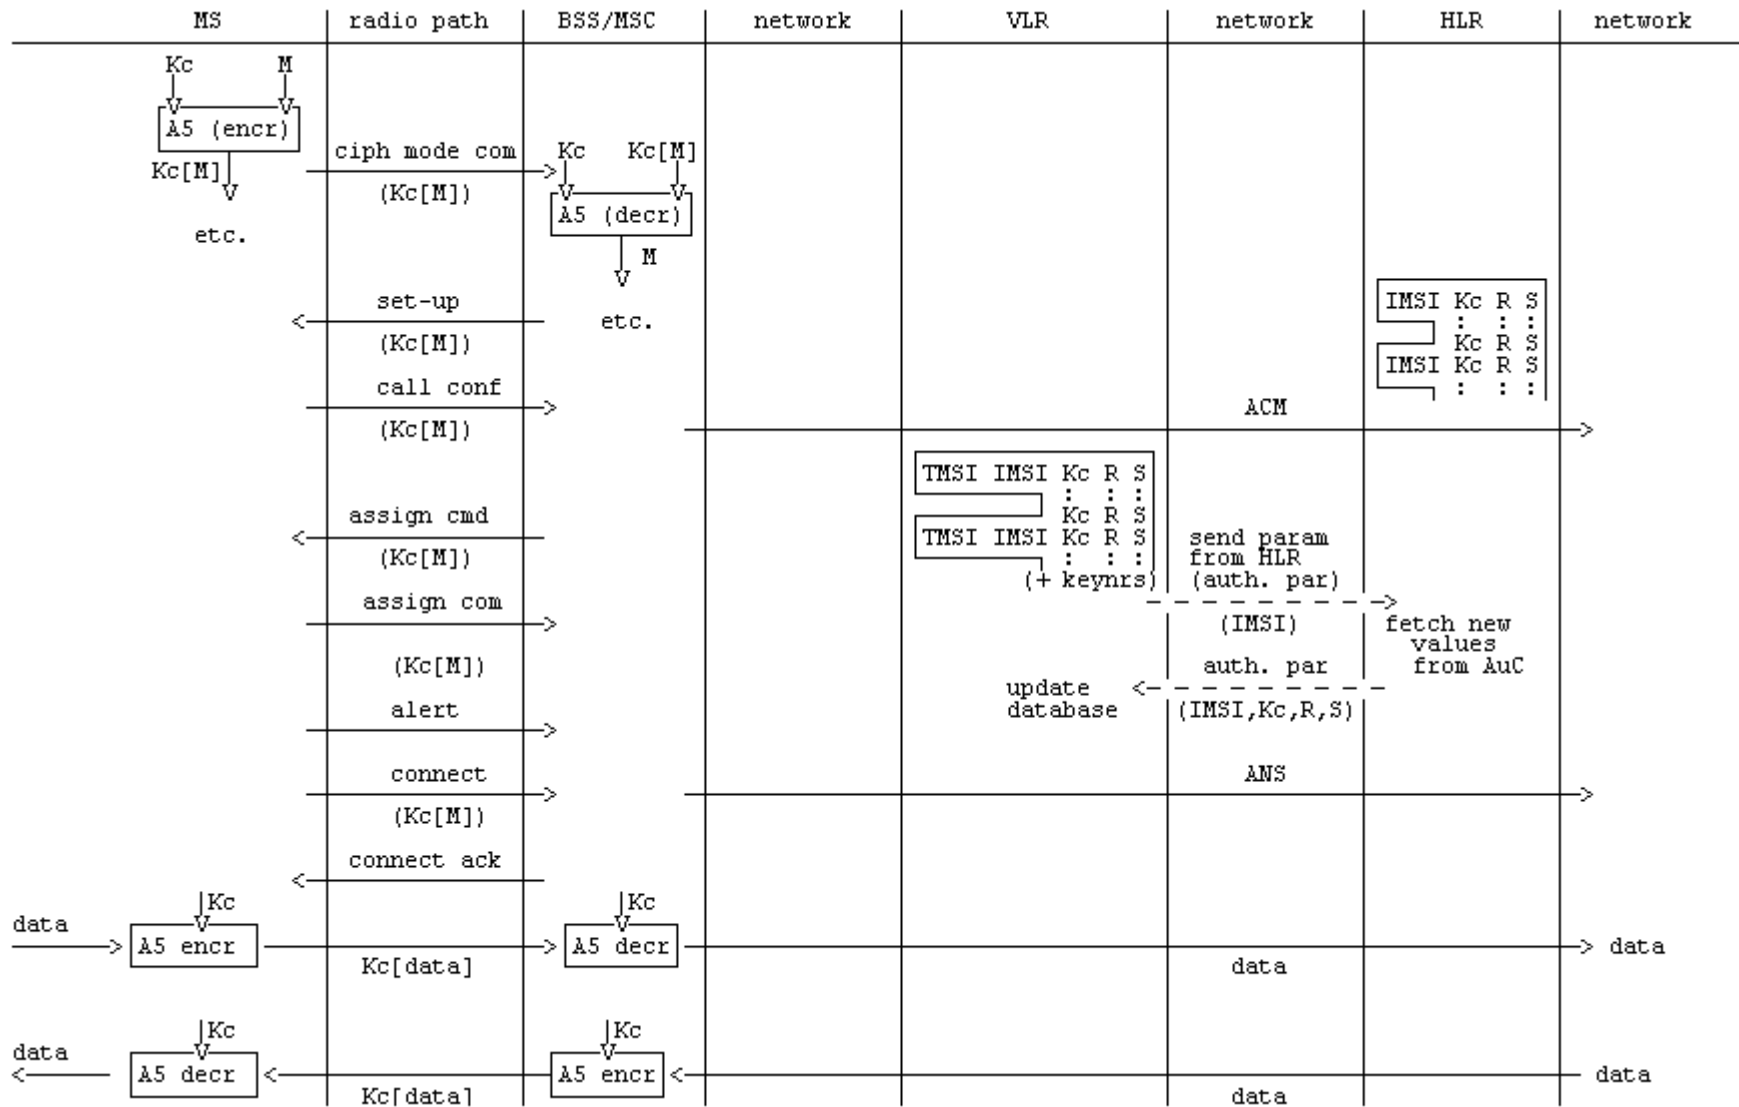 MS radio path BSS/MSC network VLR network HLR network
Kc M
A5 (encr)
Kc[M]
etc.
ciph mode com
(Kc[M])
Kc Kc[M]
A5 (decr)
M
etc.
set-up
(Kc[M])
IMSI Kc R S
: : :
Kc R S
IMSI Kc R S
: : :
call conf
(Kc[M])
ACM
TMSI IMSI Kc R S
: : :
Kc R S
TMSI IMSI Kc R S
: : :
(+ keynrs)
assign cmd
(Kc[M])
send param
from HLR
(auth. par)
(IMSI)
assign com
(Kc[M])
fetch new
values
from AuC
auth. par
(IMSI,Kc,R,S)
update
database
alert
connect
(Kc[M])
ANS
connect ack
Kc Kc
data A5 encr A5 decr data
Kc[data] data
Kc Kc
data A5 decr A5 encr data
Kc[data] data